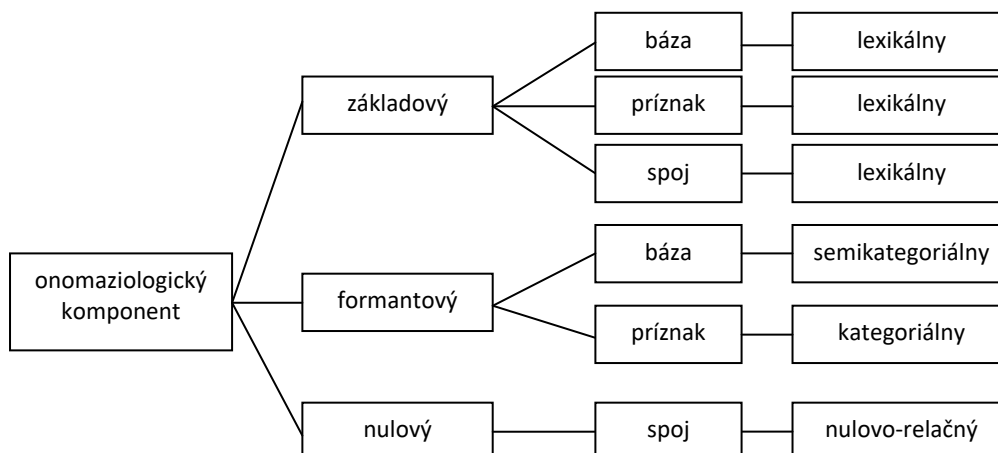 báza
lexikálny
základový
príznak
lexikálny
spoj
lexikálny
onomaziologický
komponent
formantový
báza
semikategoriálny
príznak
kategoriálny
nulový
spoj
nulovo-relačný